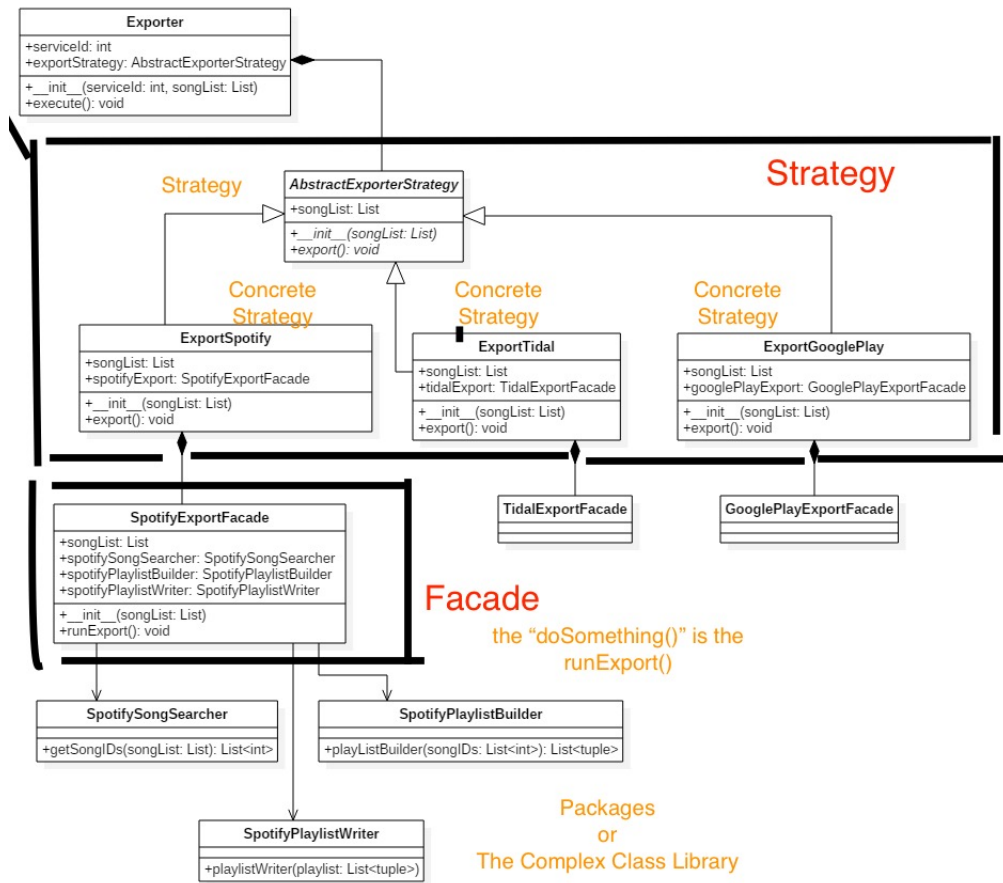 Exporter
+serviceId: int
+exportStrategy: AbstractExporterStrategy
+__init__(serviceId: int, songList: List)
+execute(): void
Strategy
Strategy
AbstractExporterStrategy
+songList: List
+__init__(songList: List)
+export(): void
Concrete
Strategy
Concrete
Strategy
Concrete
Strategy
ExportSpotify
+songList: List
+spotifyExport: SpotifyExportFacade
+__init__(songList: List)
+export(): void
ExportTidal
+songList: List
+tidalExport: TidalExportFacade
+__init__(songList: List)
+export(): void
ExportGooglePlay
+songList: List
+googlePlayExport: GooglePlayExportFacade
+__init__(songList: List)
+export(): void
SpotifyExportFacade
+songList: List
+spotifySongSearcher: SpotifySongSearcher
+spotifyPlaylistBuilder: SpotifyPlaylistBuilder
+spotifyPlaylistWriter: SpotifyPlaylistWriter
+__init__(songList: List)
+runExport(): void
TidalExportFacade
GooglePlayExportFacade
Facade
the “doSomething()” is the
runExport()
SpotifySongSearcher
+getSongIDs(songList: List): List<int>
SpotifyPlaylistBuilder
+playListBuilder(songIDs: List<int>): List<tuple>
SpotifyPlaylistWriter
+playlistWriter(playlist: List<tuple>)
Packages
or
The Complex Class Library